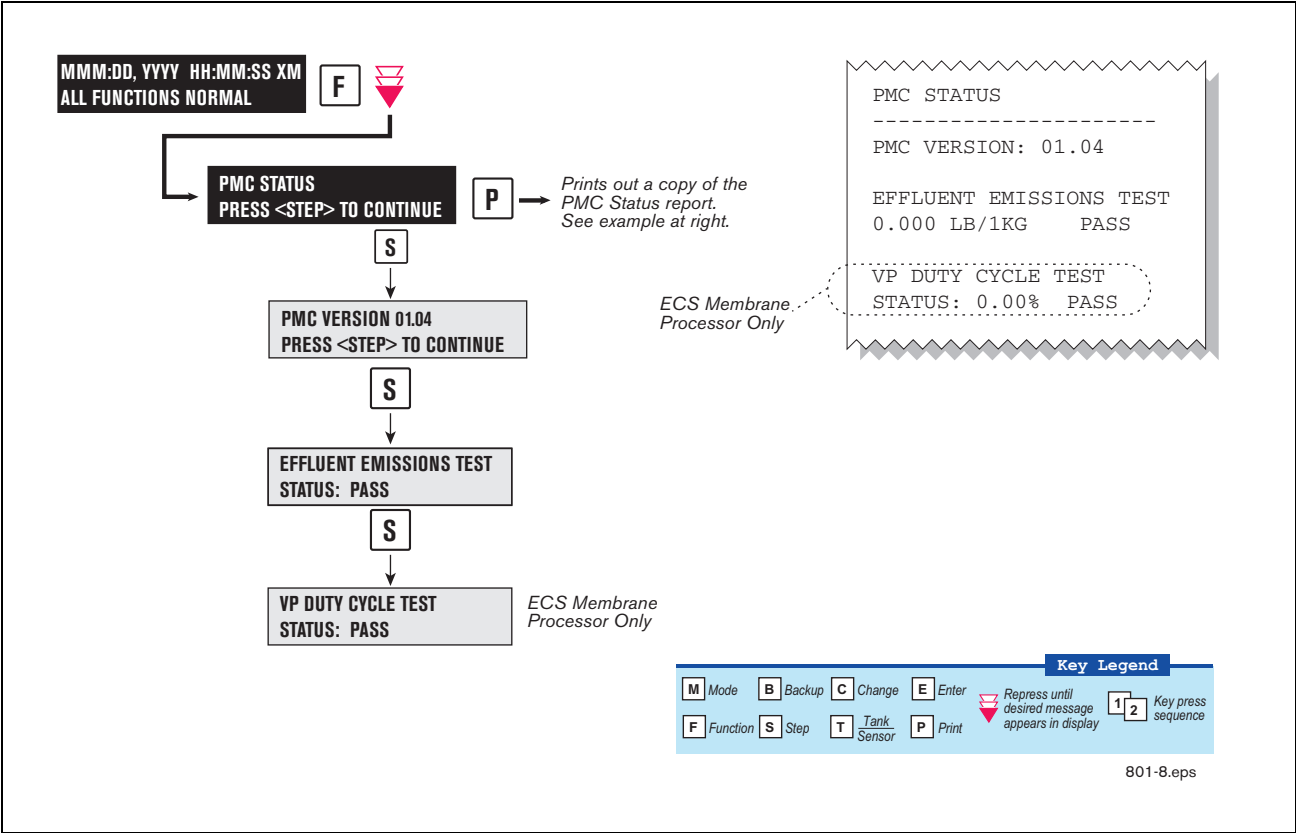 MMM:DD, YYYY HH:MM:SS XM
ALL FUNCTIONS NORMAL
F
PMC STATUS
PRESS <STEP> TO CONTINUE
P
Prints out a copy of the
PMC Status report.
See example at right.
S
PMC VERSION 01.04
PRESS <STEP> TO CONTINUE
S
EFFLUENT EMISSIONS TEST
STATUS: PASS
S
VP DUTY CYCLE TEST
STATUS: PASS
ECS Membrane
Processor Only
PMC STATUS
----------------------
PMC VERSION: 01.04
EFFLUENT EMISSIONS TEST
0.000 LB/1KG PASS
VP DUTY CYCLE TEST
STATUS: 0.00% PASS
ECS Membrane
Processor Only
Key Legend
M Mode B Backup C Change E Enter
F Function S Step T Tank
Sensor P Print
Repress until
desired message
appears in display
1 2 Key press
sequence
801-8.eps